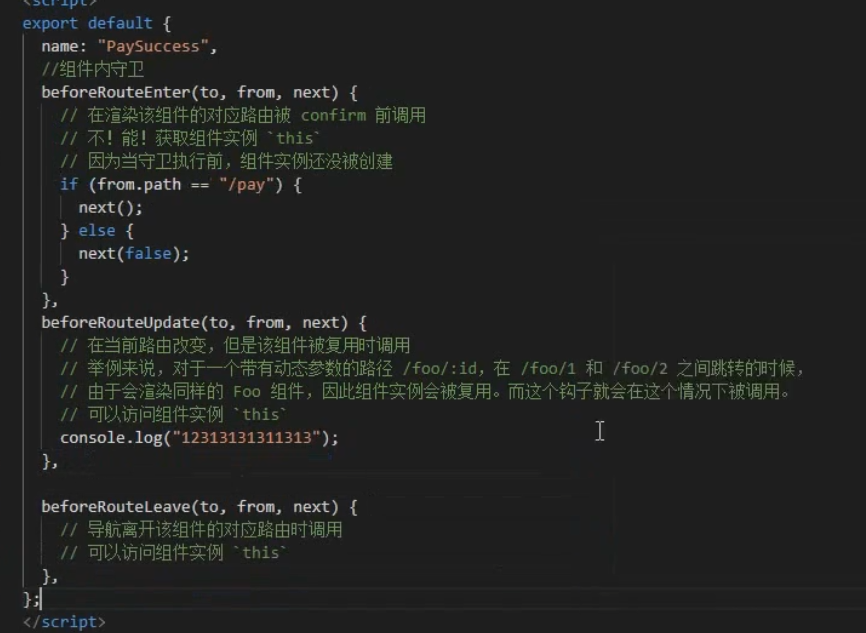 <script>
export default {
name: "PaySuccess",
//组件内守卫
beforeRouteEnter(to, from, next) {
// 在渲染该组件的对应路由被 confirm 前调用
// 不！能！获取组件实例 `this`
// 因为当守卫执行前，组件实例还没被创建
if (from.path == "/pay") {
next();
} else {
next(false);
}
},
beforeRouteUpdate(to, from, next) {
// 在当前路由改变，但是该组件被复用时调用
// 举例来说，对于一个带有动态参数的路径 /foo/:id，在 /foo/1 和 /foo/2 之间跳转的时候，
// 由于会渲染同样的 Foo 组件，因此组件实例会被复用。而这个钩子就会在这个情况下被调用。
// 可以访问组件实例 `this`
console.log("12313131311313");
},
beforeRouteLeave(to, from, next) {
// 导航离开该组件的对应路由时调用
// 可以访问组件实例 `this`
},
};
</script>